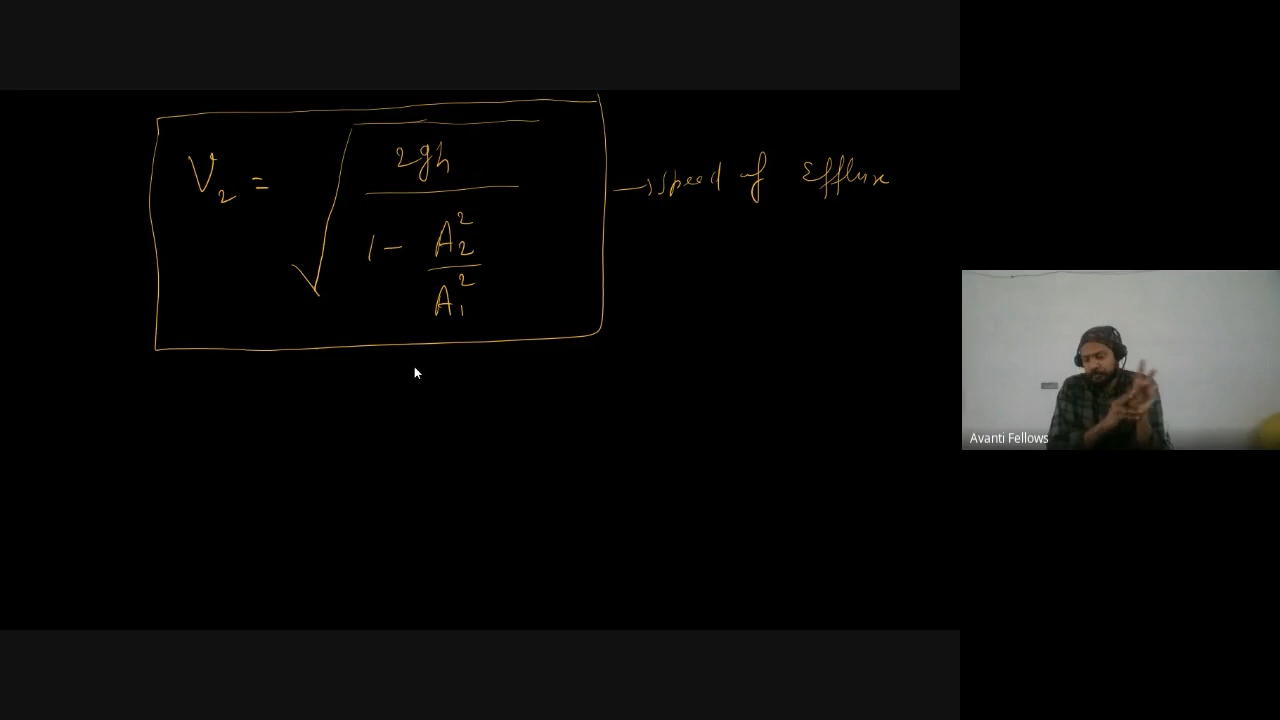 V₂ = √(2gh / (1 - A₂² / A₁²)) → speed of Efflux
Avanti Fellows